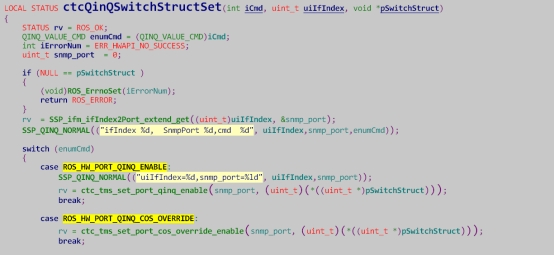 LOCAL STATUS ctcQinQSwitchStructSet(int iCmd, uint_t uiIfIndex, void *pSwitchStruct)
{
STATUS rv = ROS_OK;
QINQ_VALUE_CMD enumCmd = (QINQ_VALUE_CMD)iCmd;
int iErrorNum = ERR_HWAPI_NO_SUCCESS;
uint_t snmp_port = 0;
if (NULL == pSwitchStruct )
{
(void)ROS_ErrnoSet(iErrorNum);
return ROS_ERROR;
}
rv = SSP_ifm_ifIndex2Port_extend_get((uint_t)uiIfIndex, &snmp_port);
SSP_QINQ_NORMAL(("ifIndex %d, SnmpPort %d,cmd %d", uiIfIndex,snmp_port,enumCmd));
switch (enumCmd)
{
case ROS_HW_PORT_QINQ_ENABLE:
SSP_QINQ_NORMAL(("uiIfIndex=%d,snmp_port=%ld", uiIfIndex,snmp_port));
rv = ctc_tms_set_port_qinq_enable(snmp_port, (uint_t)(*((uint_t *)pSwitchStruct)));
break;
case ROS_HW_PORT_QINQ_COS_OVERRIDE:
rv = ctc_tms_set_port_cos_override_enable(snmp_port, (uint_t)(*((uint_t *)pSwitchStruct)));
break;